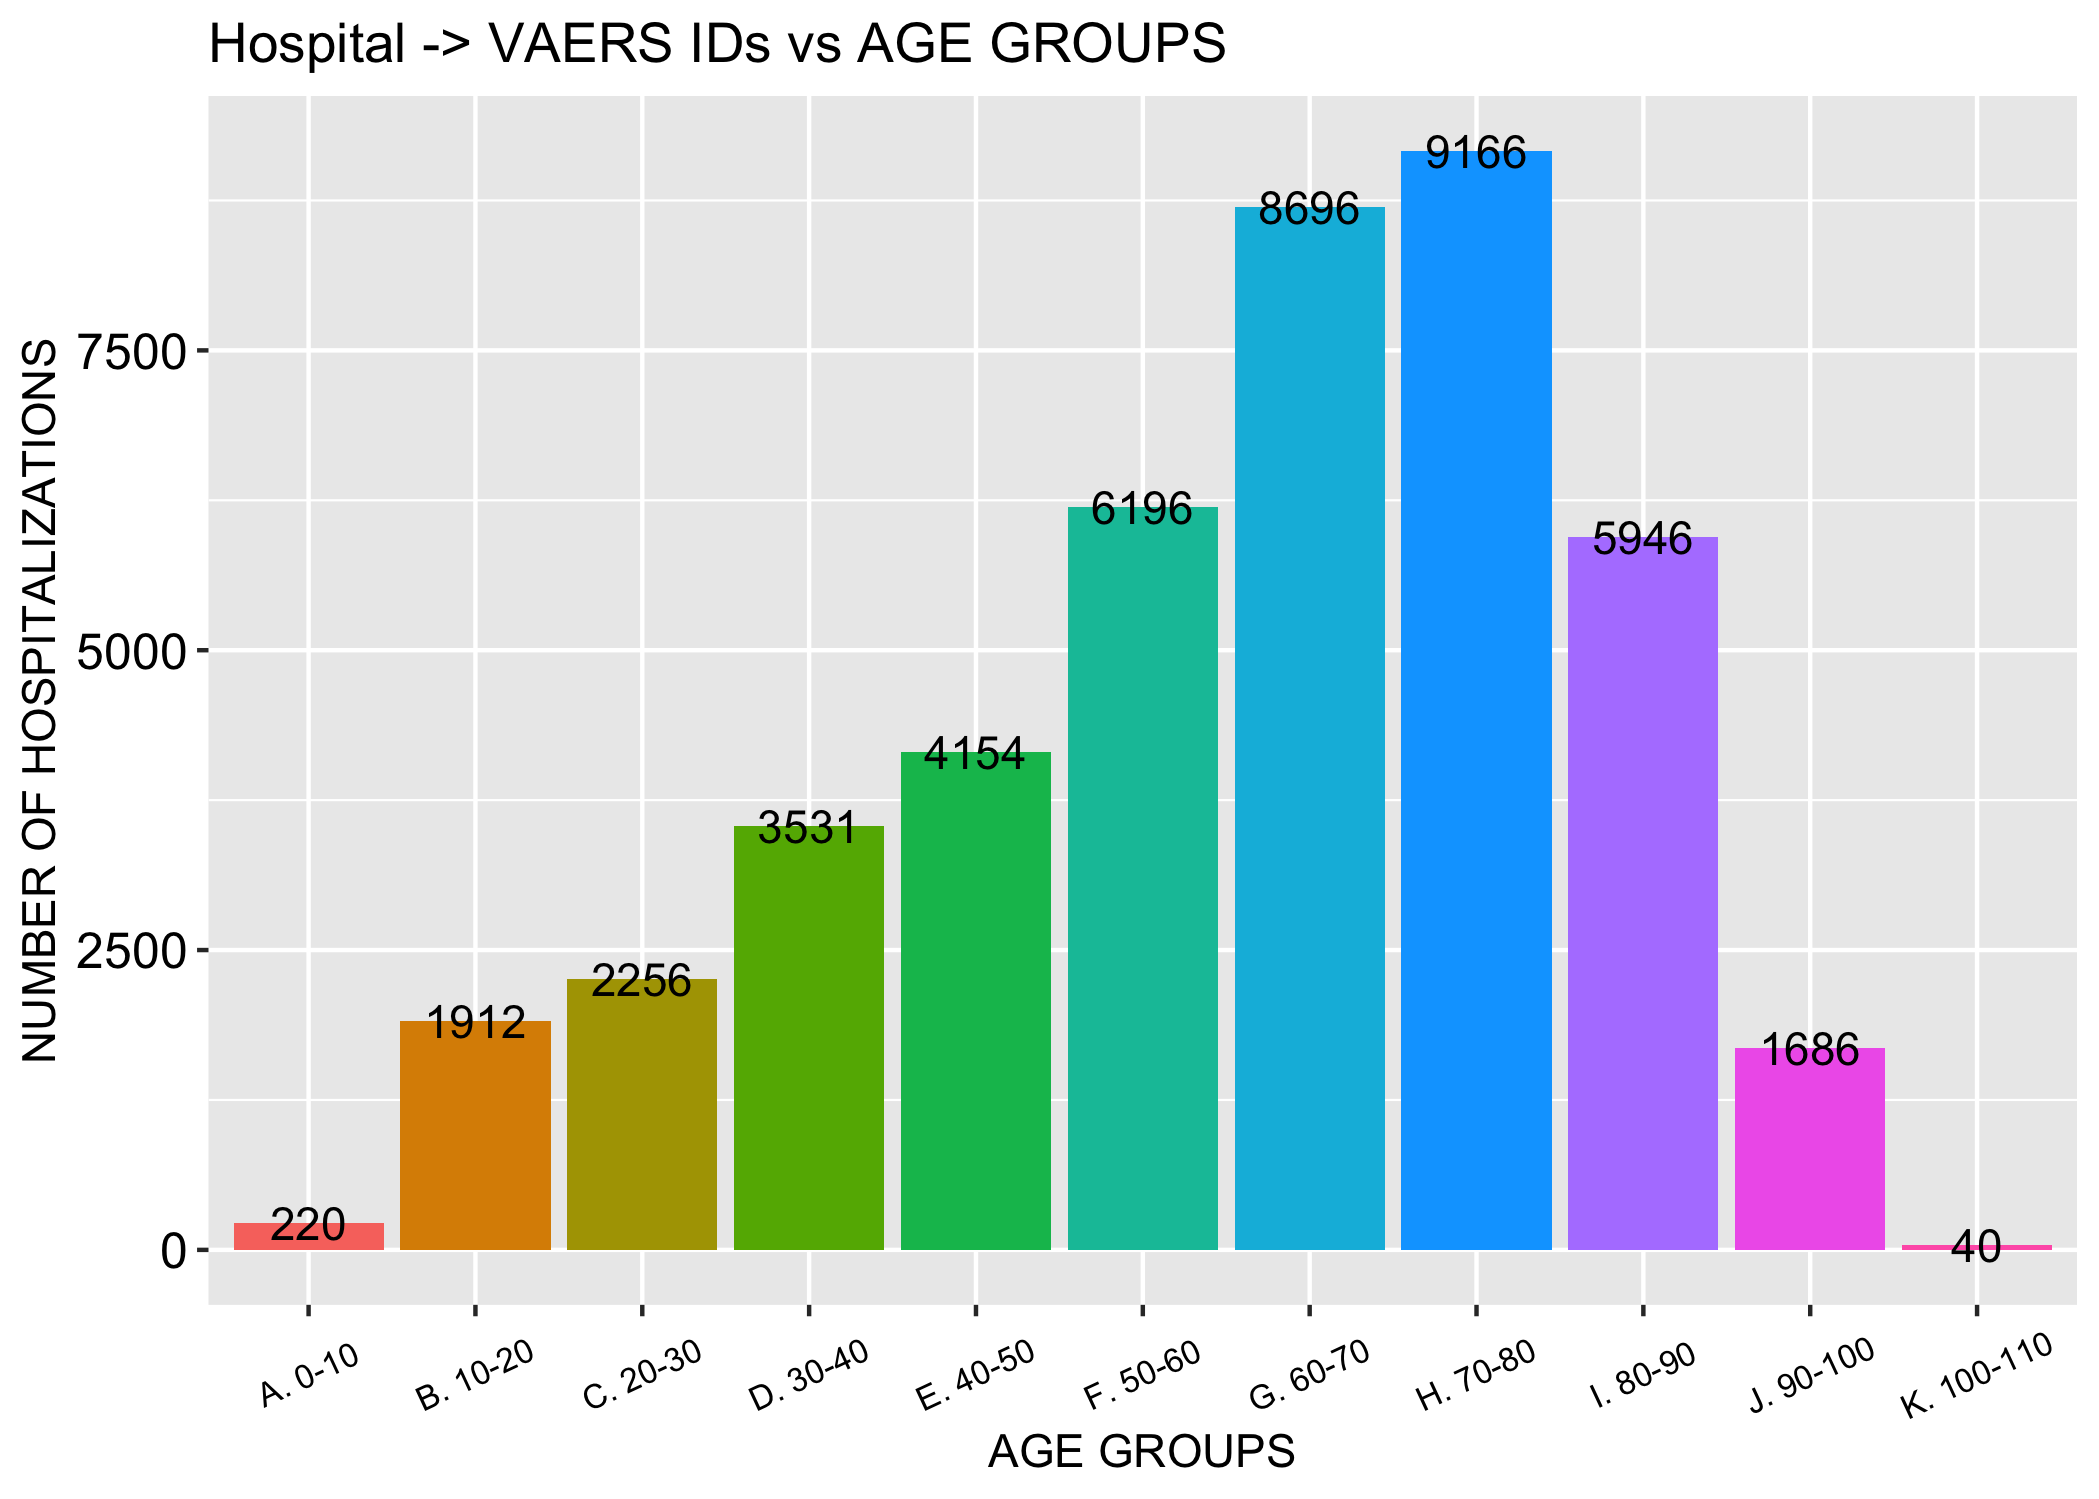 Hospital -> VAERS IDs vs AGE GROUPS
NUMBER OF HOSPITALIZATIONS
7500
5000
2500
0
220
1912
2256
3531
4154
6196
8696
9166
5946
1686
40
A. 0-10
B. 10-20
C. 20-30
D. 30-40
E. 40-50
F. 50-60
G. 60-70
H. 70-80
I. 80-90
J. 90-100
K. 100-110
AGE GROUPS